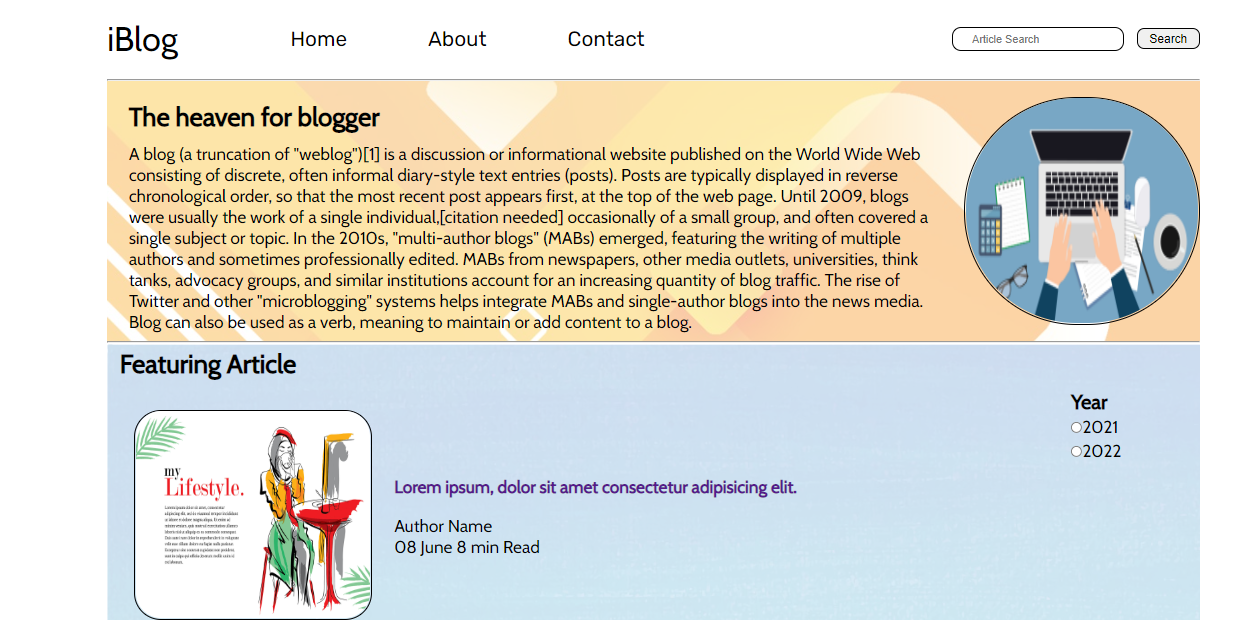 iBlog
Home
About
Contact
Article Search
Search
The heaven for blogger
A blog (a truncation of "weblog")[1] is a discussion or informational website published on the World Wide Web
consisting of discrete, often informal diary-style text entries (posts). Posts are typically displayed in reverse
chronological order, so that the most recent post appears first, at the top of the web page. Until 2009, blogs
were usually the work of a single individual,[citation needed] occasionally of a small group, and often covered a
single subject or topic. In the 2010s, "multi-author blogs" (MABs) emerged, featuring the writing of multiple
authors and sometimes professionally edited. MABs from newspapers, other media outlets, universities, think
tanks, advocacy groups, and similar institutions account for an increasing quantity of blog traffic. The rise of
Twitter and other "microblogging" systems helps integrate MABs and single-author blogs into the news media.
Blog can also be used as a verb, meaning to maintain or add content to a blog.
Featuring Article
my
Lifestyle.
Lorem ipsum, dolor sit amet consectetur adipisicing elit.
Author Name
08 June 8 min Read
Year
2021
2022